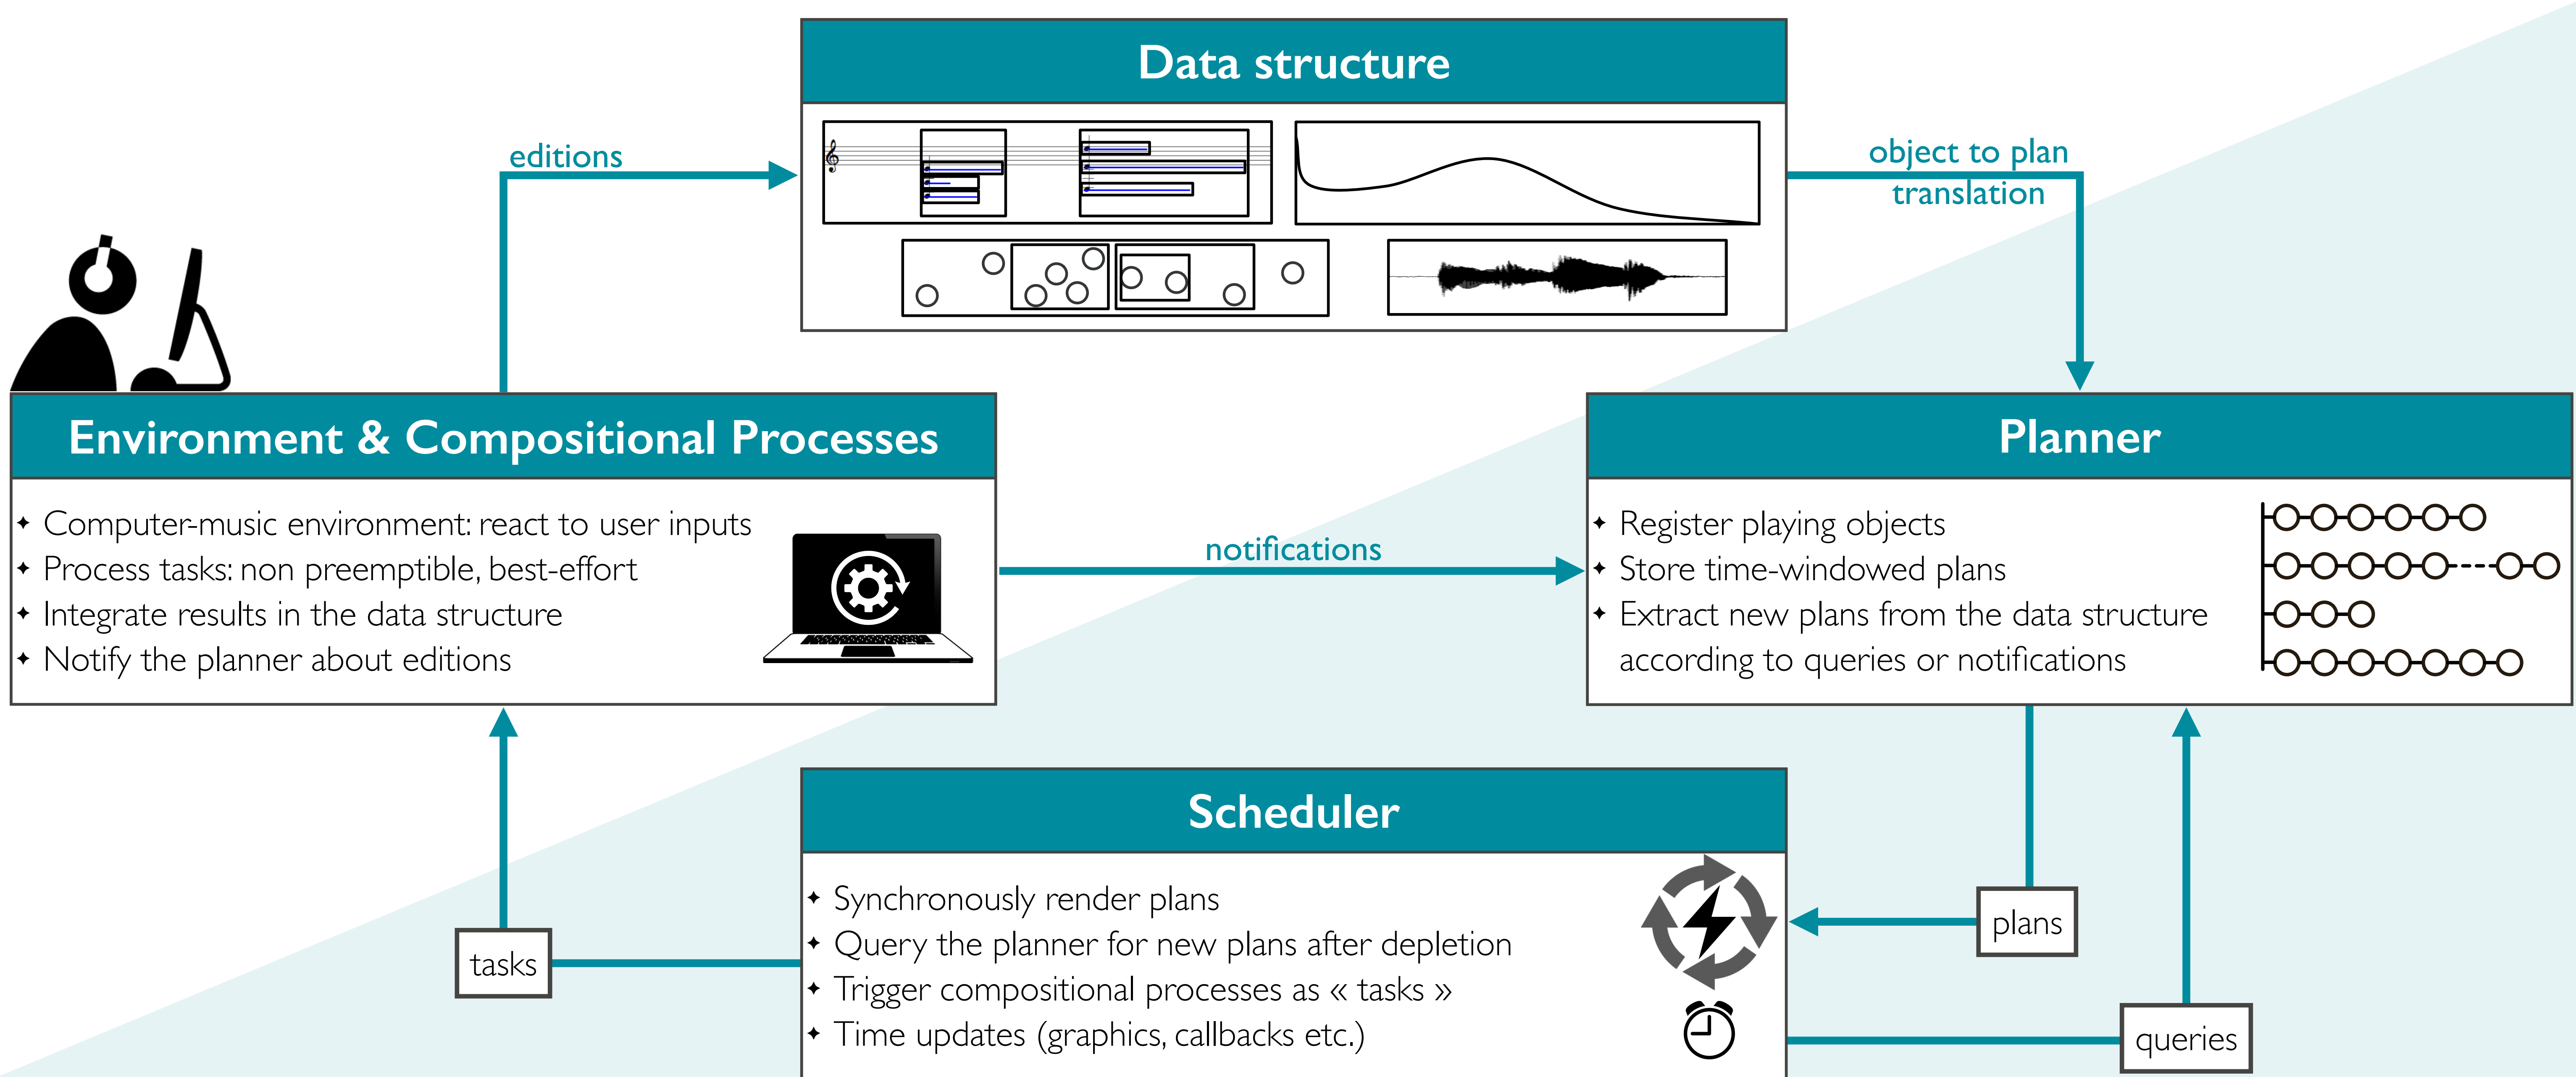 Data structure
editions
object to plan
translation
Environment & Compositional Processes
✦ Computer-music environment: react to user inputs
✦ Process tasks: non preemptible, best-effort
✦ Integrate results in the data structure
✦ Notify the planner about editions
notifications
Planner
✦ Register playing objects
✦ Store time-windowed plans
✦ Extract new plans from the data structure
according to queries or notifications
Scheduler
✦ Synchronously render plans
✦ Query the planner for new plans after depletion
✦ Trigger compositional processes as « tasks »
✦ Time updates (graphics, callbacks etc.)
tasks
plans
queries